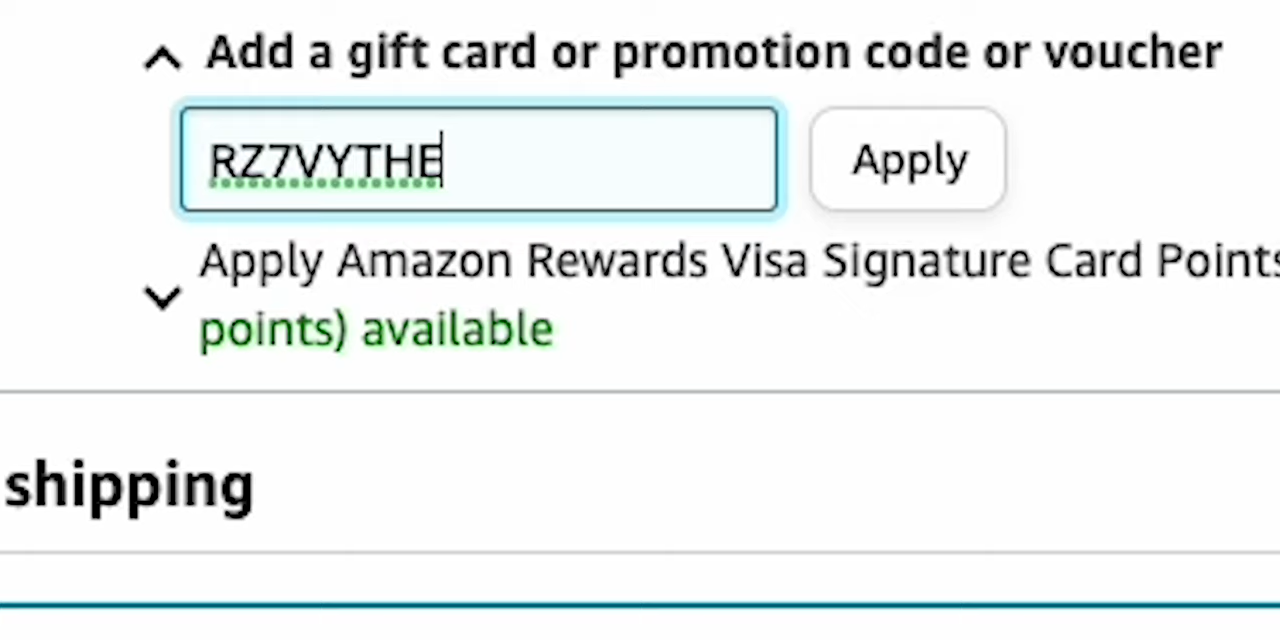 Add a gift card or promotion code or voucher
RZ7VYTHE
Apply
Apply Amazon Rewards Visa Signature Card Points
points) available
shipping